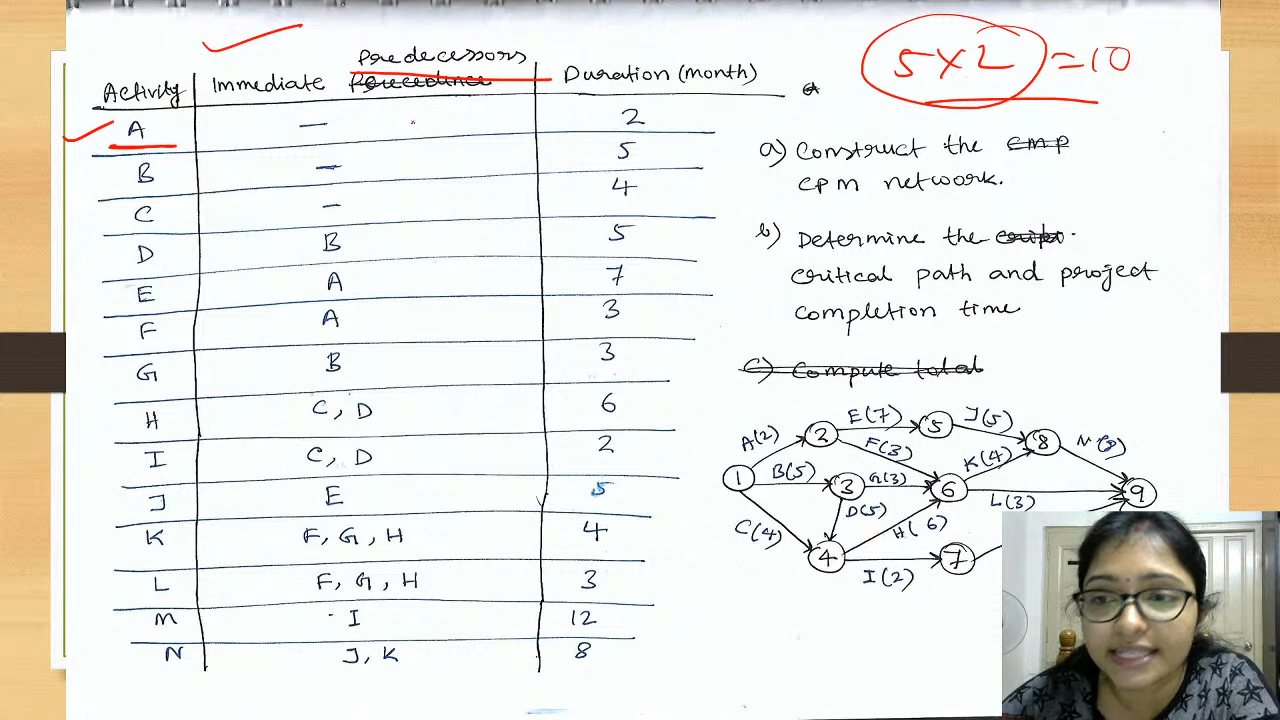 5 x 2 = 10
Activity Immediate Predecessors Precedence Duration (month)
A — 2
B — 5
C — 4
D B 5
E A 7
F A 3
G B 3
H C, D 6
I C, D 2
J E 5
K F, G, H 4
L F, G, H 3
M I 12
N J, K 8
a) Construct the cmp
CPM network.
b) Determine the
critical path and project
completion time
c) Compute total
A(2) E(7) J(5) N(8)
B(5) F(3) G(3) K(4) L(3)
C(4) D(5) H(6) I(2)
1 2 3 4 5 6 7 8 9